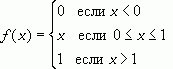 f(x) = { 0 если x < 0
x если 0 ≤ x ≤ 1
1 если x > 1